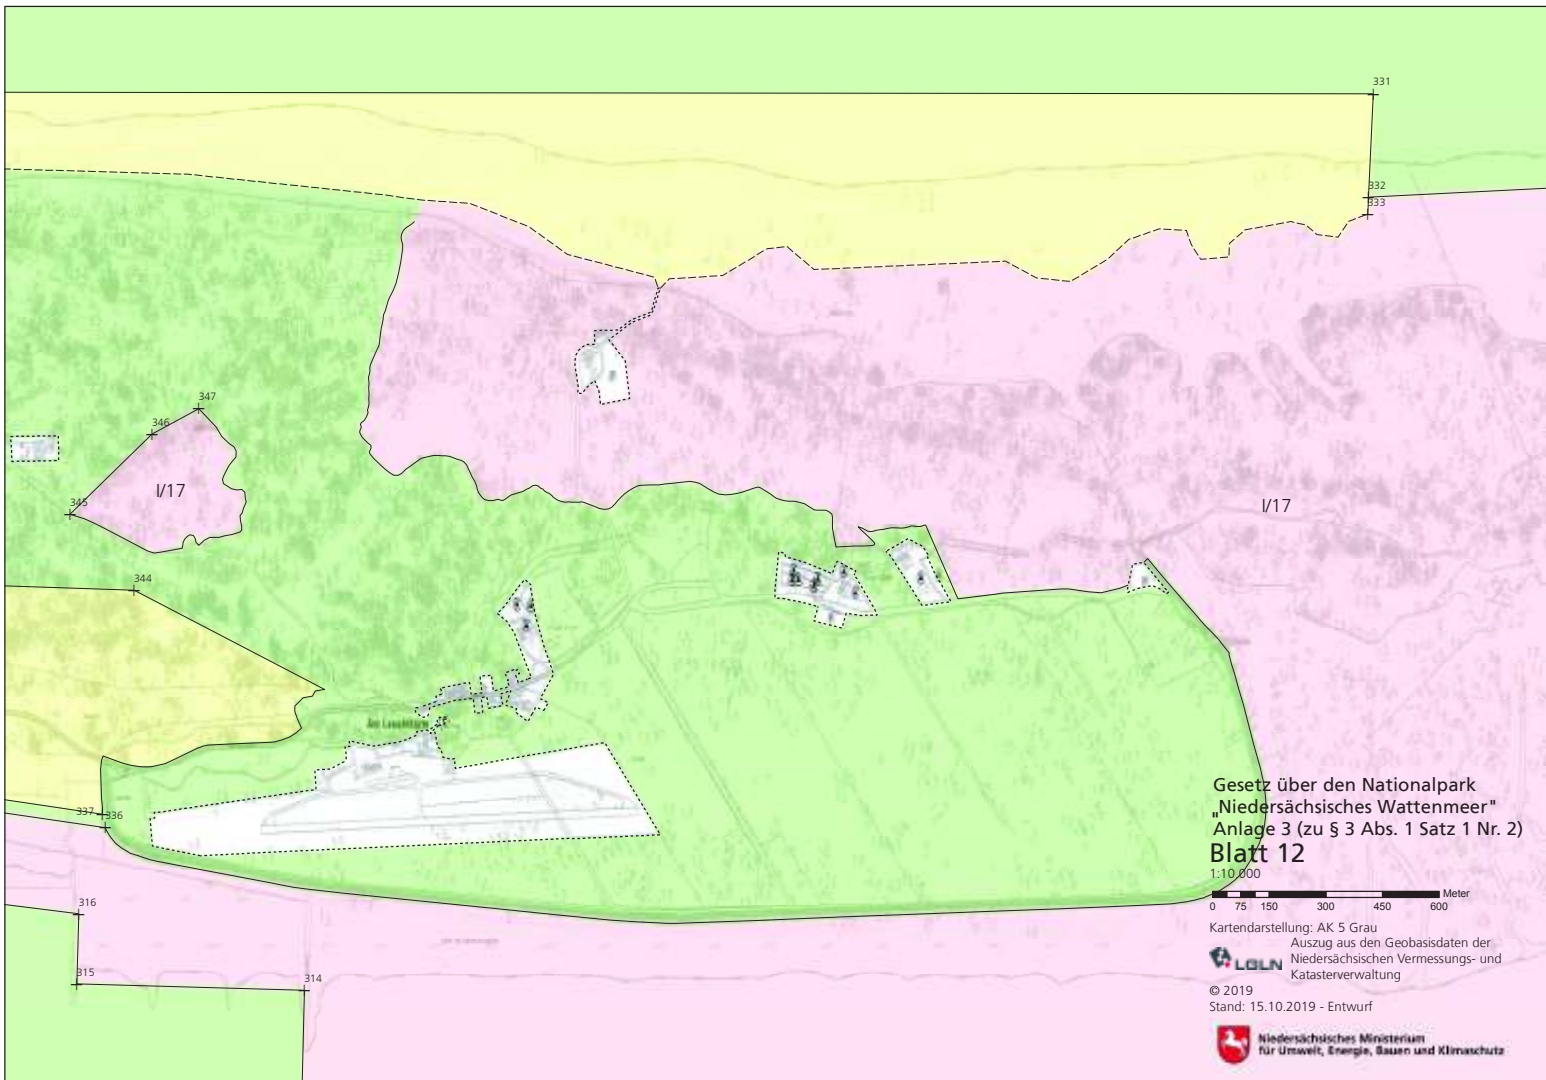 331
332
333
347
346
345
I/17
I/17
344
337
336
316
315
314
Gesetz über den Nationalpark
"Niedersächsisches Wattenmeer"
Anlage 3 (zu § 3 Abs. 1 Satz 1 Nr. 2)
Blatt 12
1:10 000
Meter
0 75 150 300 450 600
Kartendarstellung: AK 5 Grau
Auszug aus den Geobasisdaten der
LGLN Niedersächsischen Vermessungs- und
Katasterverwaltung
© 2019
Stand: 15.10.2019 - Entwurf
Niedersächsisches Ministerium
für Umwelt, Energie, Bauen und Klimaschutz